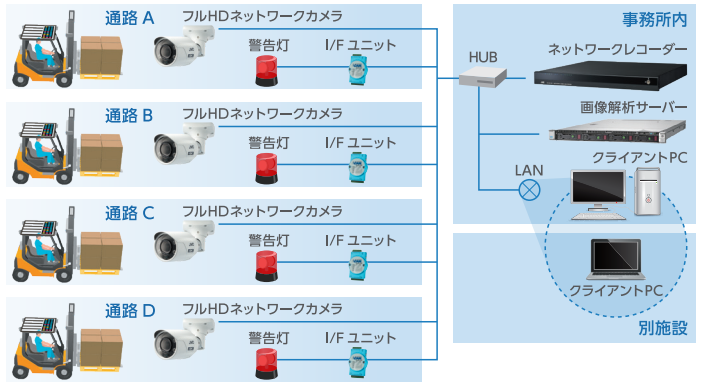 通路 A
フルHDネットワークカメラ
警告灯
I/F ユニット
通路 B
フルHDネットワークカメラ
警告灯
I/F ユニット
通路 C
フルHDネットワークカメラ
警告灯
I/F ユニット
通路 D
フルHDネットワークカメラ
警告灯
I/F ユニット
事務所内
HUB
ネットワークレコーダー
画像解析サーバー
クライアントPC
LAN
クライアントPC
別施設